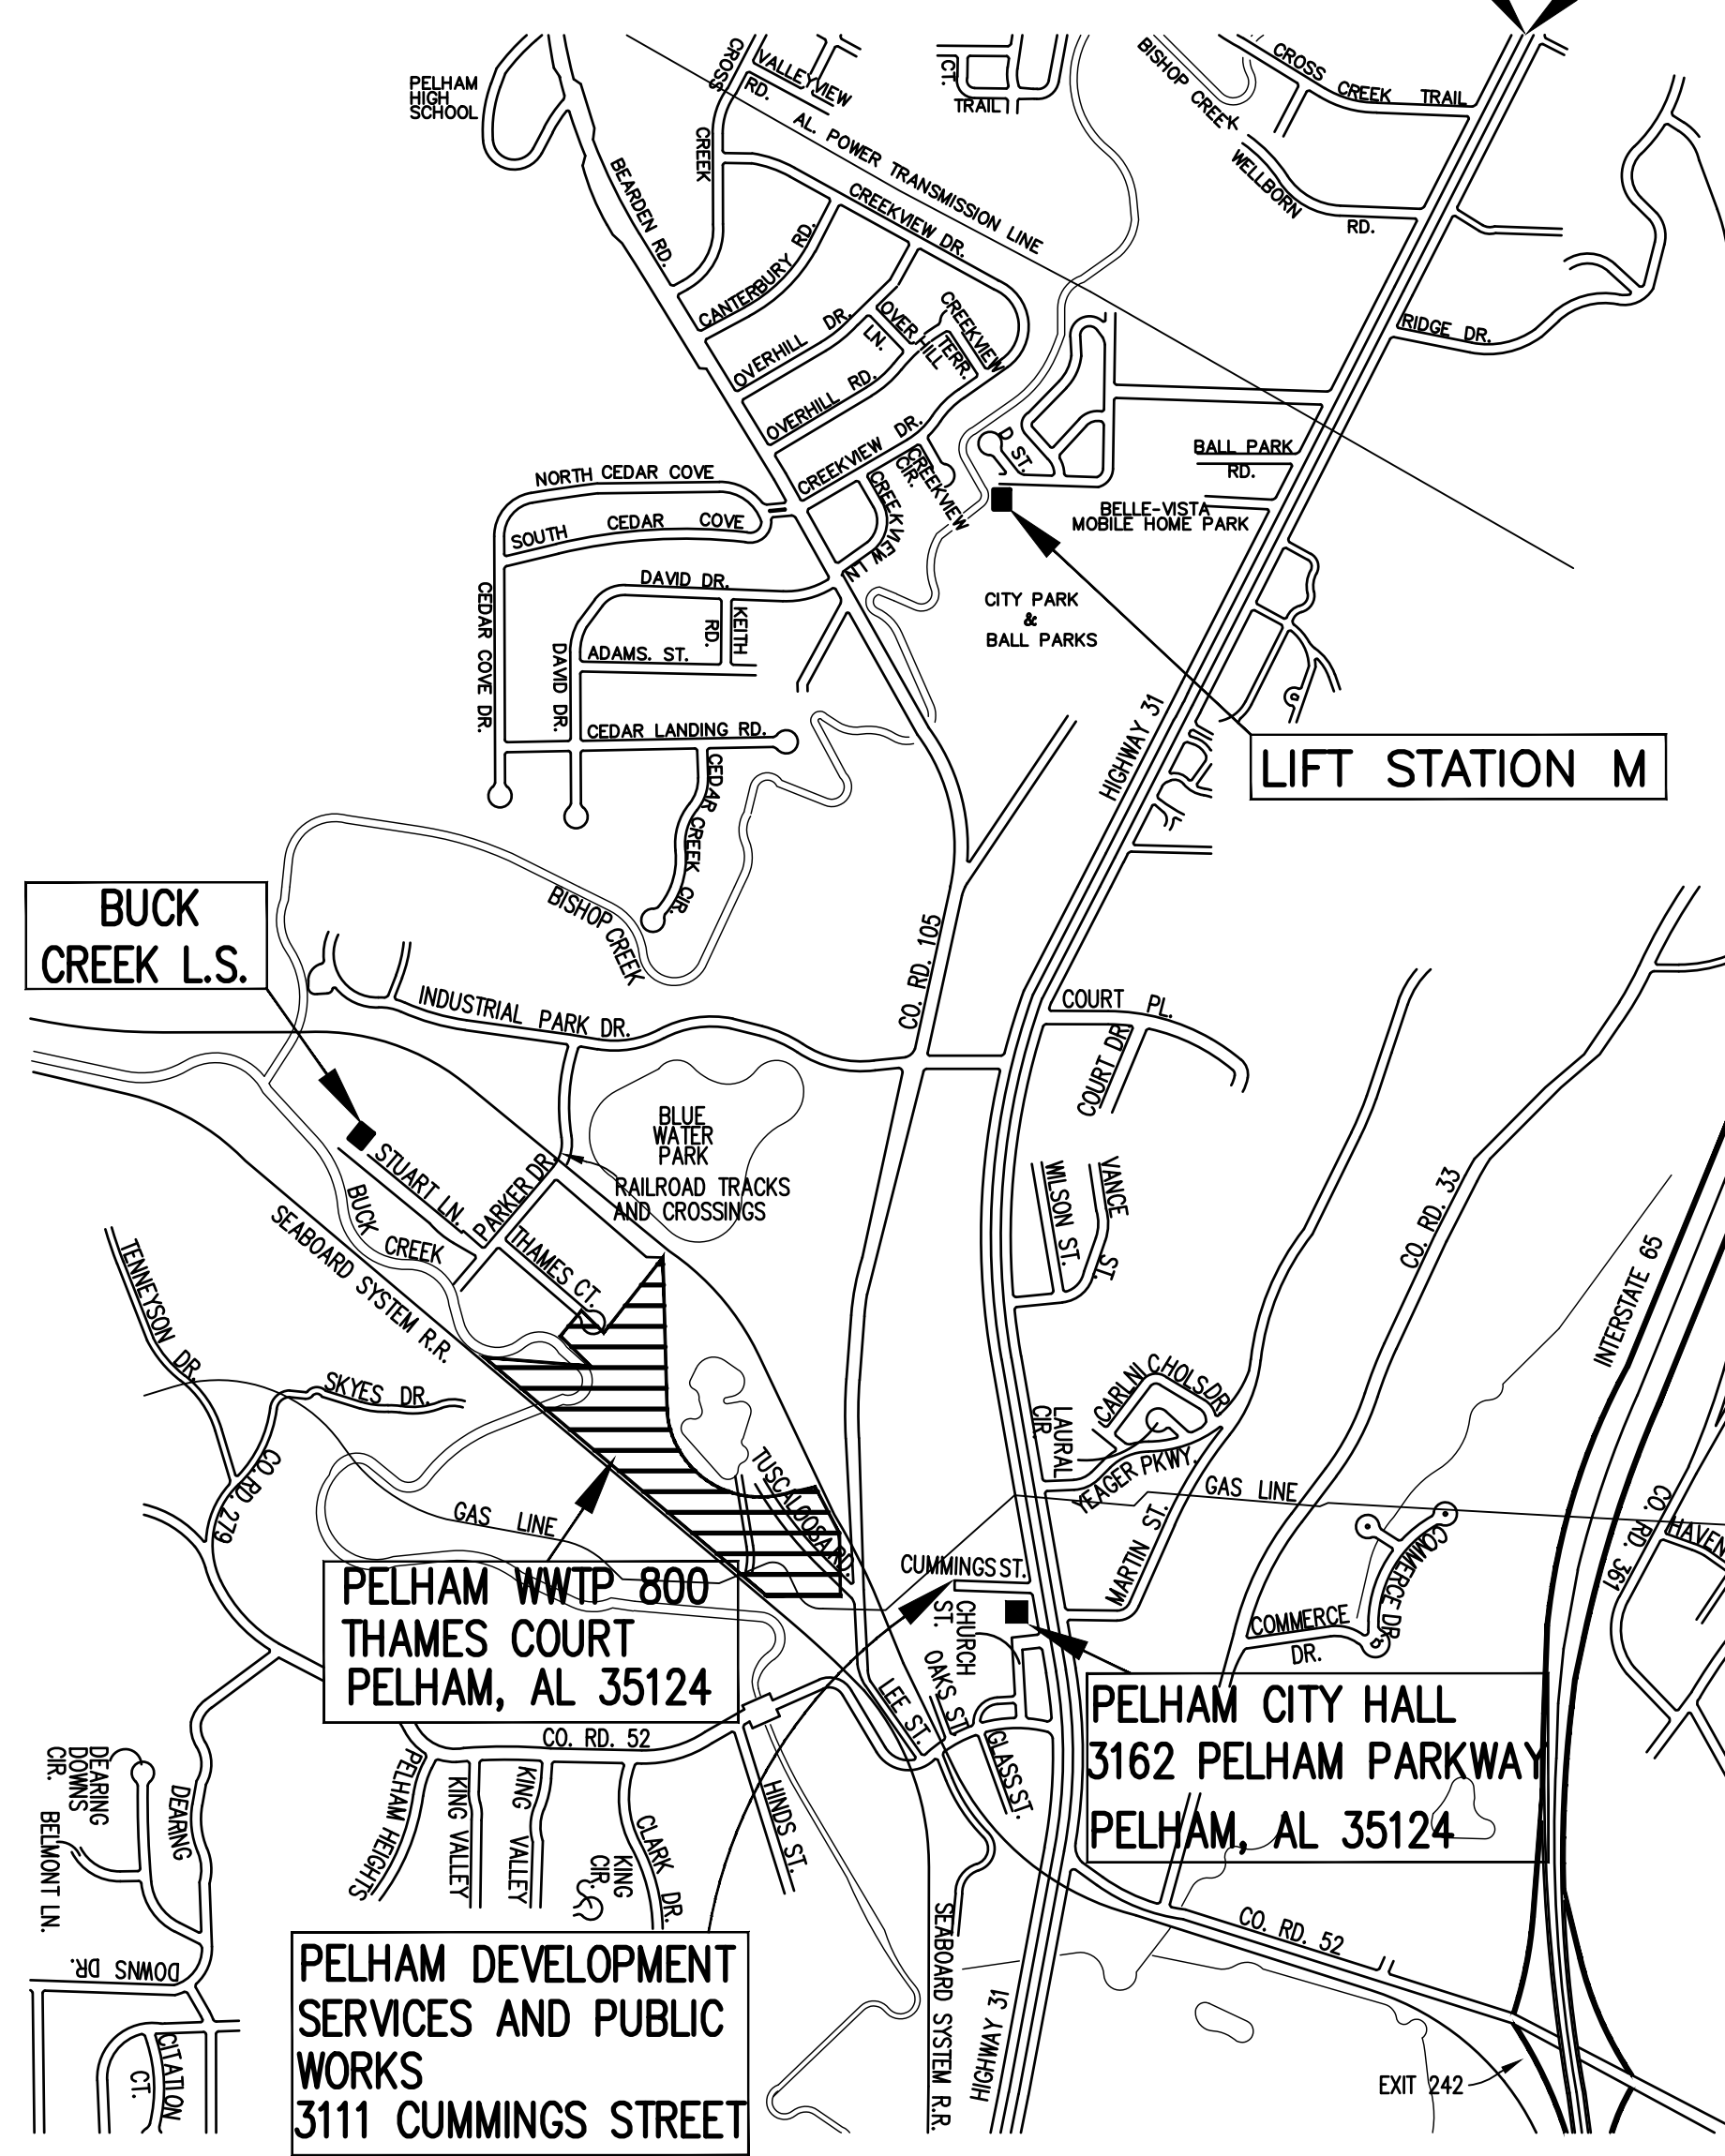 PELHAM
HIGH
SCHOOL
CROSS
CREEK
VALLEYVIEW
RD.
CT.
TRAIL
BISHOP CREEK
CROSS
CREEK TRAIL
WELLBORN
RD.
AL. POWER TRANSMISSION LINE
BEARDEN RD.
CREEKVIEW DR.
CANTERBURY RD.
OVERHILL DR.
OVER HILL
LN.
CREEKVIEW
TERR.
OVERHILL RD.
RIDGE DR.
CREEKVIEW DR.
CREEKVIEW
CIR.
CREEKVIEW LN
D ST.
BALL PARK
RD.
BELLE-VISTA
MOBILE HOME PARK
NORTH CEDAR COVE
SOUTH CEDAR COVE
CEDAR COVE DR.
DAVID DR.
KEITH
RD.
DAVID DR.
ADAMS. ST.
CITY PARK
&
BALL PARKS
CEDAR LANDING RD.
CEDAR CREEK CIR.
HIGHWAY 31
LIFT STATION M
BUCK
CREEK L.S.
BISHOP CREEK
CO. RD. 105
INDUSTRIAL PARK DR.
COURT PL.
COURT DR
BLUE
WATER
PARK
RAILROAD TRACKS
AND CROSSINGS
STUART LN.
PARKER DR.
BUCK CREEK
THAMES CT.
SEABOARD SYSTEM R.R.
WILSON ST.
VANCE
ST.
CO. RD. 33
INTERSTATE 65
TENNEYSON DR.
SKYES DR.
CO. RD. 279
CARL NICHOLS DR
LAURAL
CIR.
YEAGER PKWY.
GAS LINE
GAS LINE
TUSCALOOSA RD.
MARTIN ST.
COMMERCE DR
COMMERCE
DR.
CO. RD. 361
HAVEN
CUMMINGS ST.
CHURCH
ST.
OAKS ST.
LEE ST.
GLASS ST.
PELHAM WWTP 800
THAMES COURT
PELHAM, AL 35124
PELHAM CITY HALL
3162 PELHAM PARKWAY
PELHAM, AL 35124
CO. RD. 52
DEARING
DOWNS
CIR.
BELMONT LN.
DEARING
DOWNS DR.
PELHAM HEIGHTS
KING VALLEY
KING VALLEY
KING
CIR.
CLARK DR.
HINDS ST.
CITATION
CT.
PELHAM DEVELOPMENT
SERVICES AND PUBLIC
WORKS
3111 CUMMINGS STREET
SEABOARD SYSTEM R.R.
HIGHWAY 31
CO. RD. 52
EXIT 242